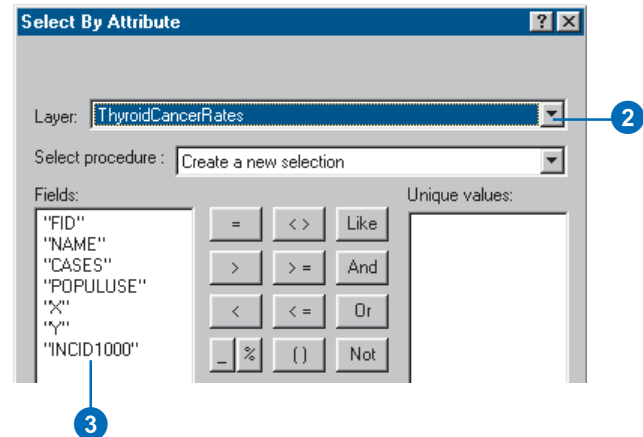 Select By Attribute ? ×
Layer: ThyroidCancerRates
2
Select procedure : Create a new selection
Fields:
Unique values:
"FID"
"NAME"
"CASES"
"POPULUSE"
"X"
"Y"
"INCID1000"
= < > Like
> > = And
< < = Or
_ % ( ) Not
3